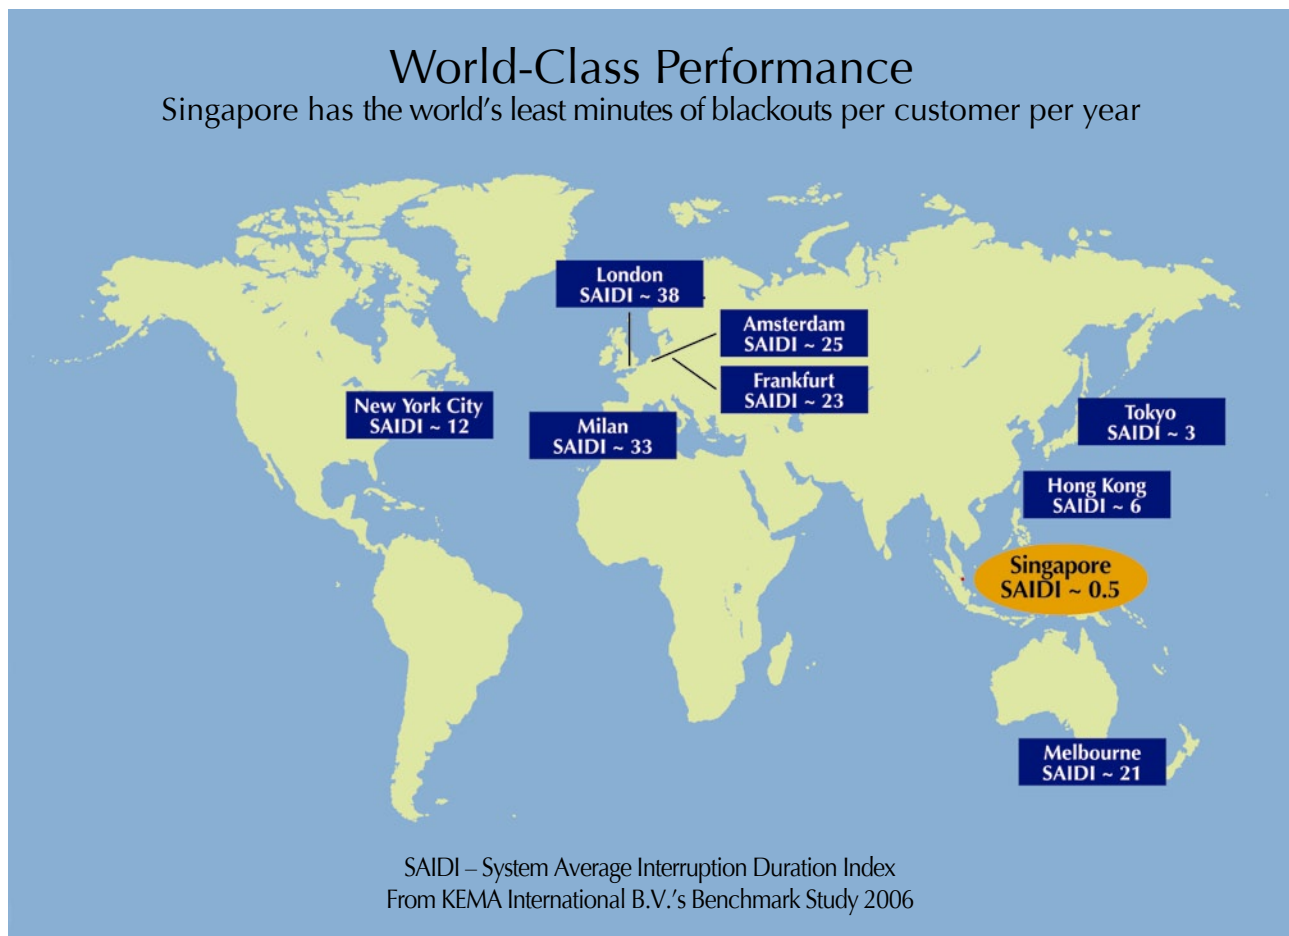 World-Class Performance
Singapore has the world's least minutes of blackouts per customer per year
London
SAIDI ~ 38
Amsterdam
SAIDI ~ 25
Frankfurt
SAIDI ~ 23
New York City
SAIDI ~ 12
Milan
SAIDI ~ 33
Tokyo
SAIDI ~ 3
Hong Kong
SAIDI ~ 6
Singapore
SAIDI ~ 0.5
Melbourne
SAIDI ~ 21
SAIDI – System Average Interruption Duration Index
From KEMA International B.V.'s Benchmark Study 2006